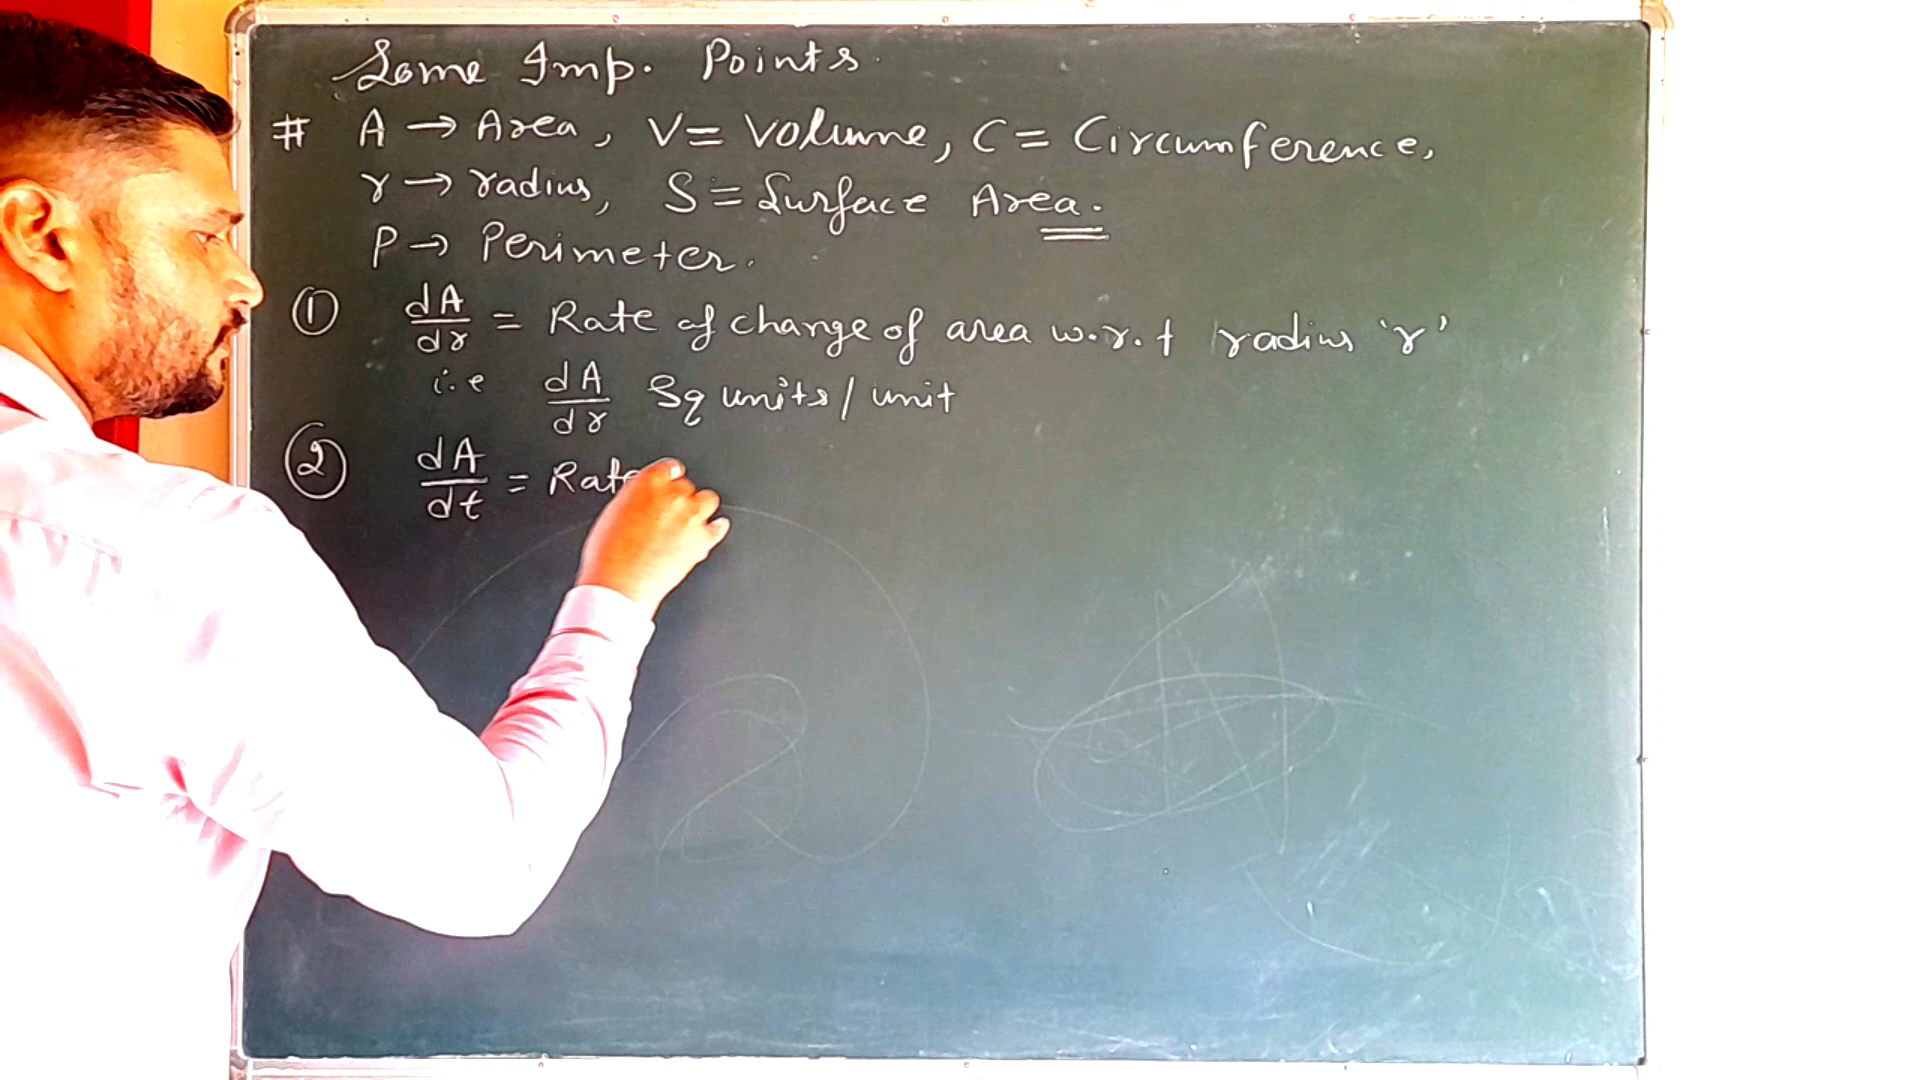 Some Imp. Points.
# A → Area, V = Volume, C = Circumference,
r → radius, S = Surface Area.
P → Perimeter.
① dA/dr = Rate of change of area w.r.t radius 'r'
i.e dA/dr Sq units / unit
② dA/dt = Rate